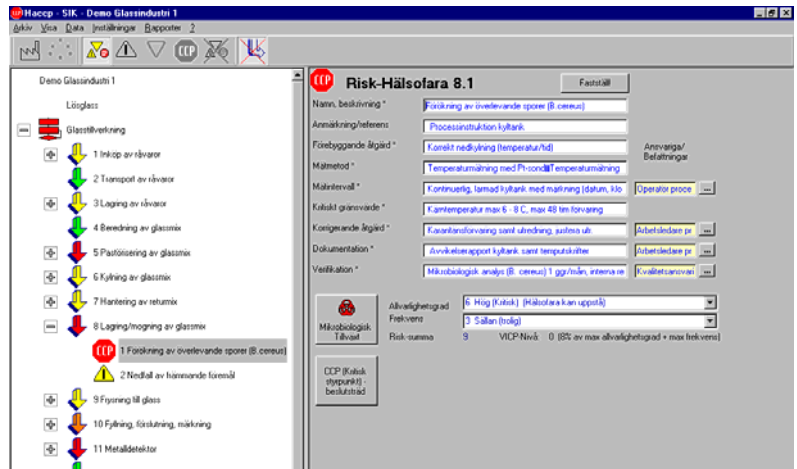 Haccp - SIK - Demo Glassindustri 1
Arkiv Visa Data Inställningar Rapporter ?
CCP
Demo Glassindustri 1
Lösglass
Glasstillverkning
1 Inköp av råvaror
2 Transport av råvaror
3 Lagring av råvaror
4 Beredning av glassmix
5 Pastörisering av glassmix
6 Kylning av glassmix
7 Hantering av returmix
8 Lagring/mogning av glassmix
CCP 1 Förökning av överlevande sporer (B.cereus)
2 Nedfall av främmande föremål
9 Frysning till glass
10 Fyllning, förslutning, märkning
11 Metalldetektor
CCP Risk-Hälsofara 8.1 Fastställ
Namn, beskrivning * Förökning av överlevande sporer (B.cereus)
Anmärkning/referens Processinstruktion kyltank
Förebyggande åtgärd * Korrekt nedkylning (temperatur/tid)
Ansvariga/
Befattningar
Mätmetod * Temperaturmätning med Pt-sond Temperaturmätning
Mätintervall * Kontinuerlig, larmad kyltank med märkning (datum, klo Operatör proce ...
Kritiskt gränsvärde * Kärntemperatur max 6 - 8 C, max 48 tim förvaring
Korrigerande åtgärd * Karantänsförvaring samt utredning, justera utr. Arbetsledare pr ...
Dokumentation * Avvikelserapport kyltank samt temputskrifter Arbetsledare pr ...
Verifikation * Mikrobiologisk analys (B. cereus) 1 ggr/mån, interna re Kvalitetsansvari ...
Mikrobiologisk
Tillväxt
Allvarlighetsgrad 6 Hög (Kritisk) (Hälsofara kan uppstå)
Frekvens 3 Sällan (trolig)
Risk-summa 9 VICP-Nivå: 0 (8% av max allvarlighetsgrad + max frekvens)
CCP (Kritisk
styrpunkt) -
beslutsträd